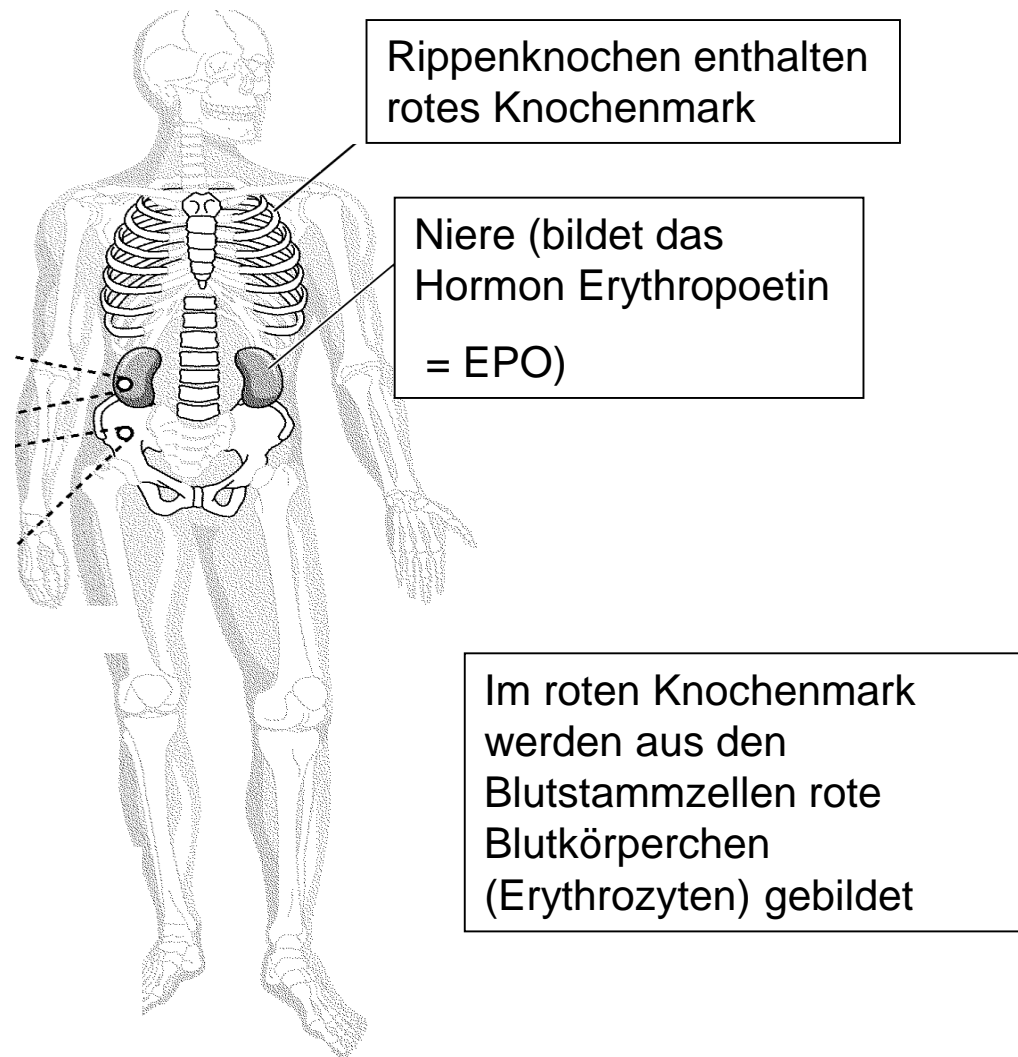 Rippenknochen enthalten
rotes Knochenmark
Niere (bildet das
Hormon Erythropoetin
= EPO)
Im roten Knochenmark
werden aus den
Blutstammzellen rote
Blutkörperchen
(Erythrozyten) gebildet